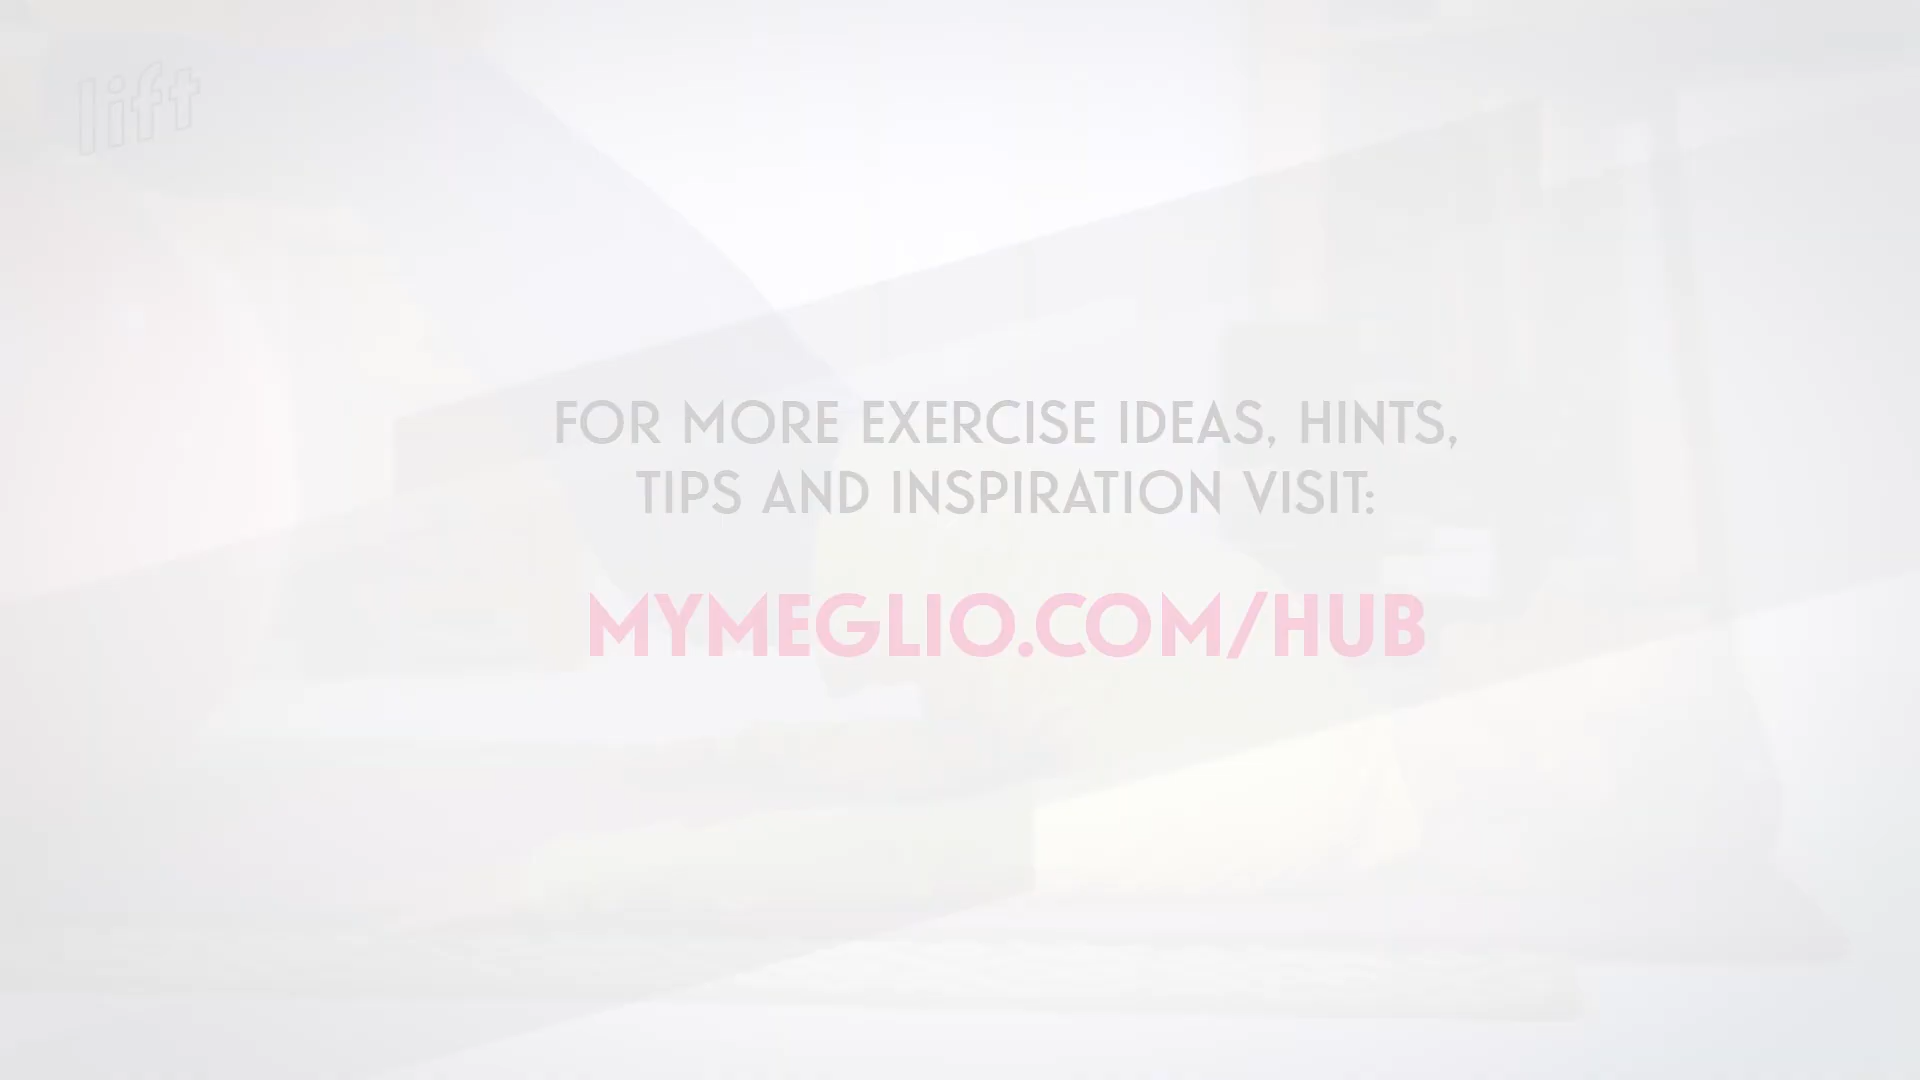 lift
FOR MORE EXERCISE IDEAS, HINTS,
TIPS AND INSPIRATION VISIT:
MYMEGLIO.COM/HUB